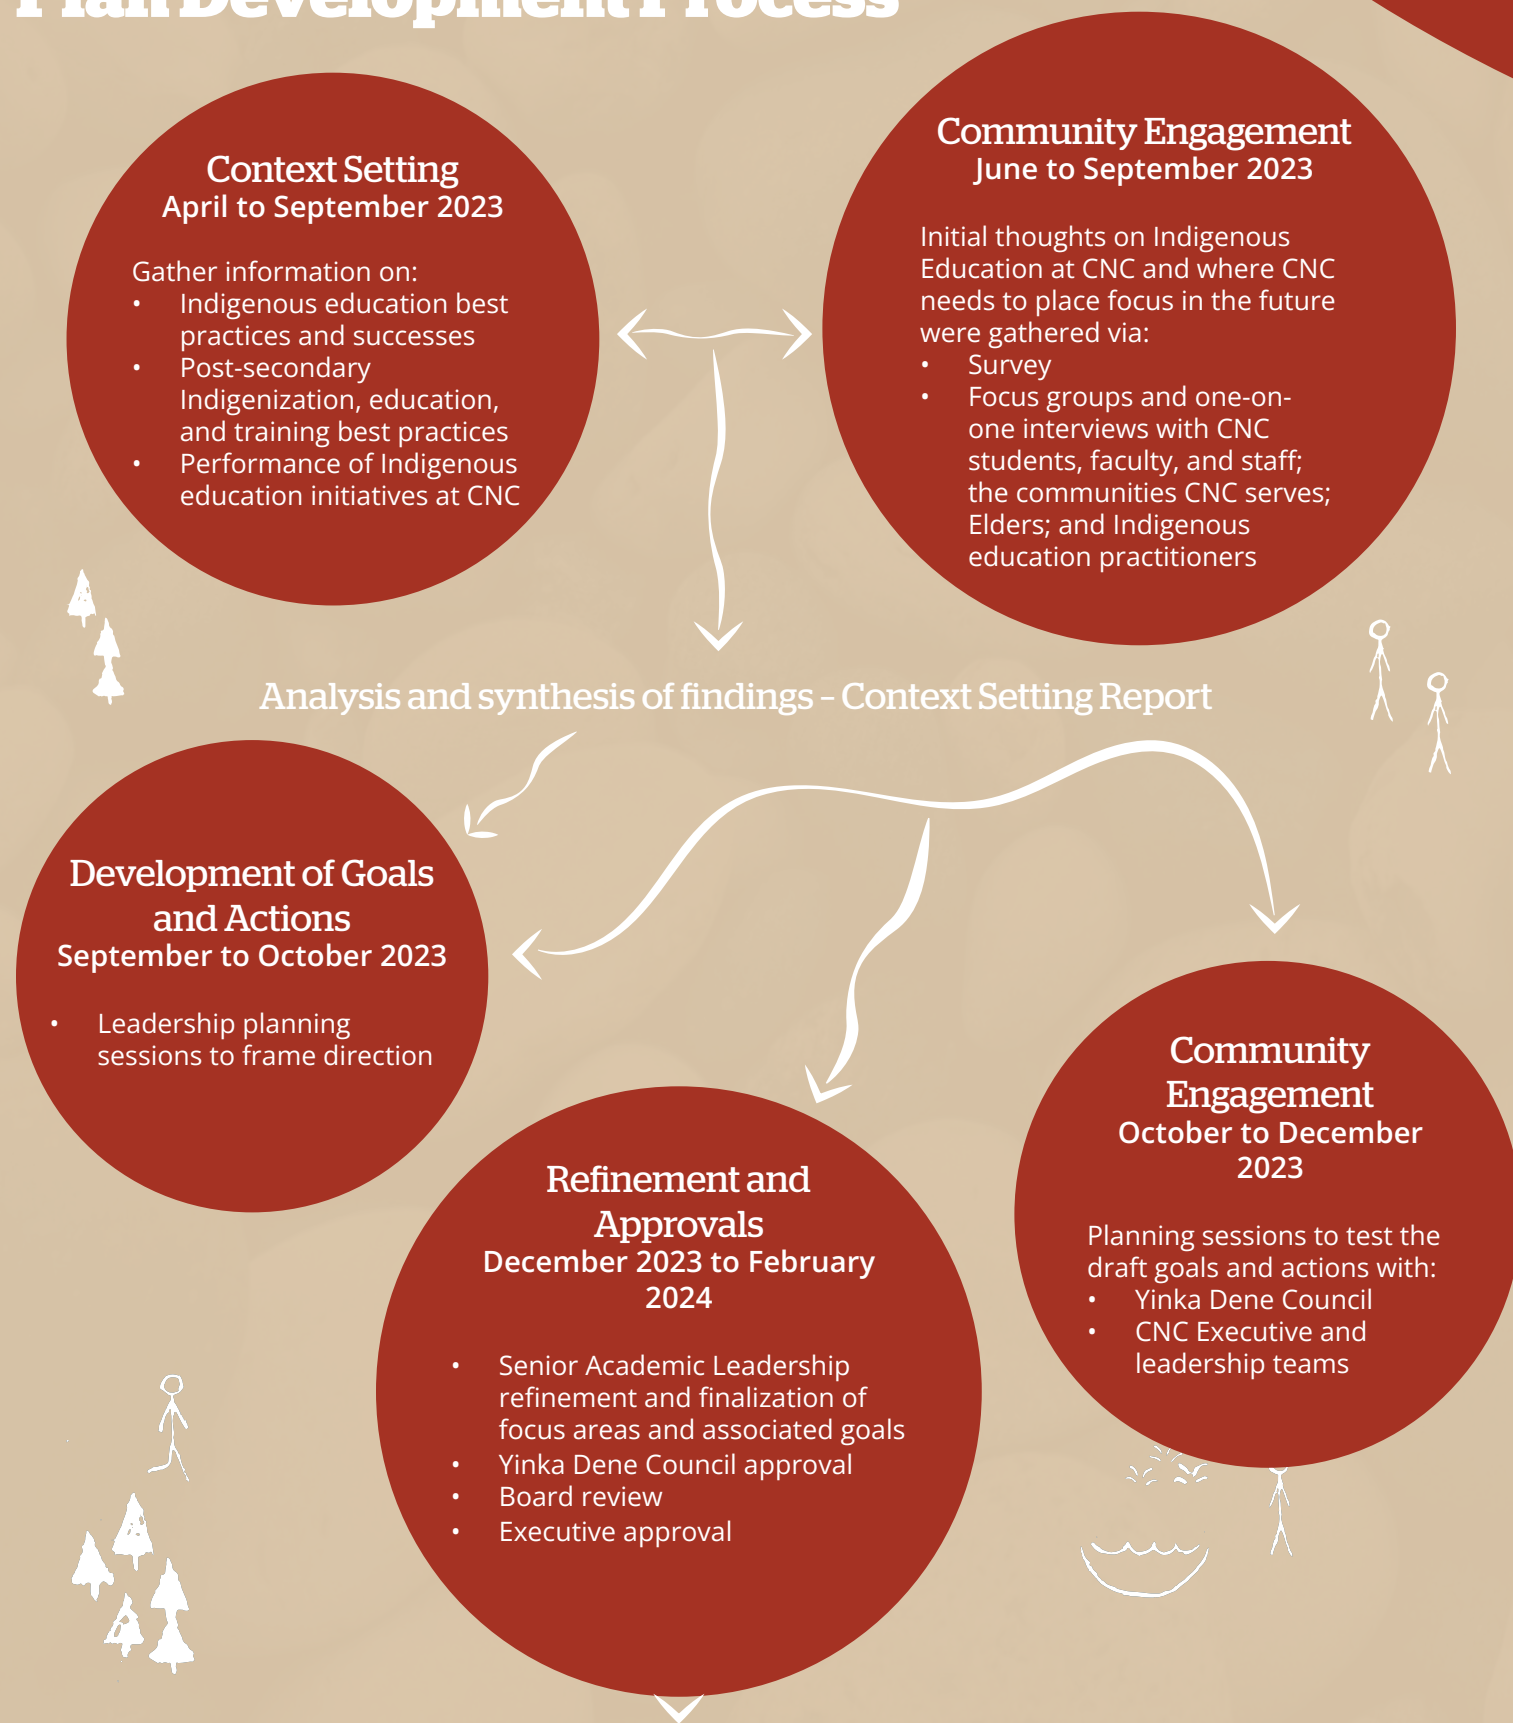 Plan Development Process
Context Setting
April to September 2023
Gather information on:
• Indigenous education best
practices and successes
• Post-secondary
Indigenization, education,
and training best practices
• Performance of Indigenous
education initiatives at CNC
Community Engagement
June to September 2023
Initial thoughts on Indigenous
Education at CNC and where CNC
needs to place focus in the future
were gathered via:
• Survey
• Focus groups and one-on-
one interviews with CNC
students, faculty, and staff;
the communities CNC serves;
Elders; and Indigenous
education practitioners
Analysis and synthesis of findings – Context Setting Report
Development of Goals
and Actions
September to October 2023
• Leadership planning
sessions to frame direction
Community
Engagement
October to December
2023
Planning sessions to test the
draft goals and actions with:
• Yinka Dene Council
• CNC Executive and
leadership teams
Refinement and
Approvals
December 2023 to February
2024
• Senior Academic Leadership
refinement and finalization of
focus areas and associated goals
• Yinka Dene Council approval
• Board review
• Executive approval